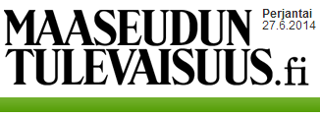 MAASEUDUN
TULEVAISUUS.fi
Perjantai
27.6.2014